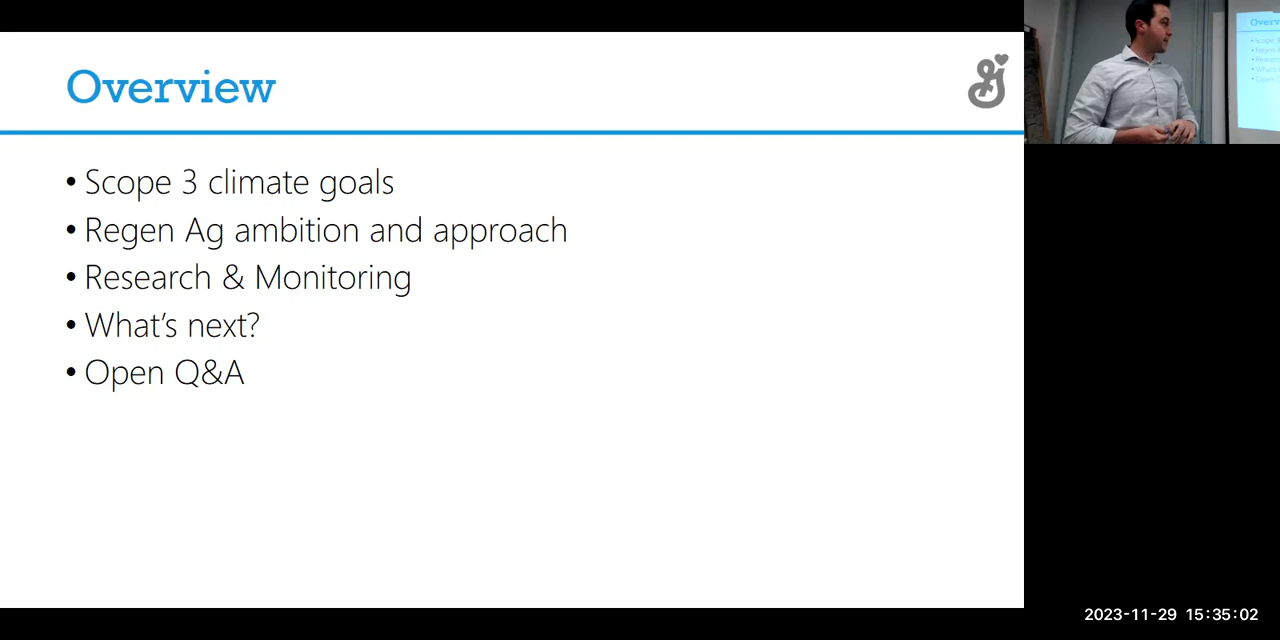 Overview
• Scope 3 climate goals
• Regen Ag ambition and approach
• Research & Monitoring
• What's next?
• Open Q&A
2023-11-29 15:35:02